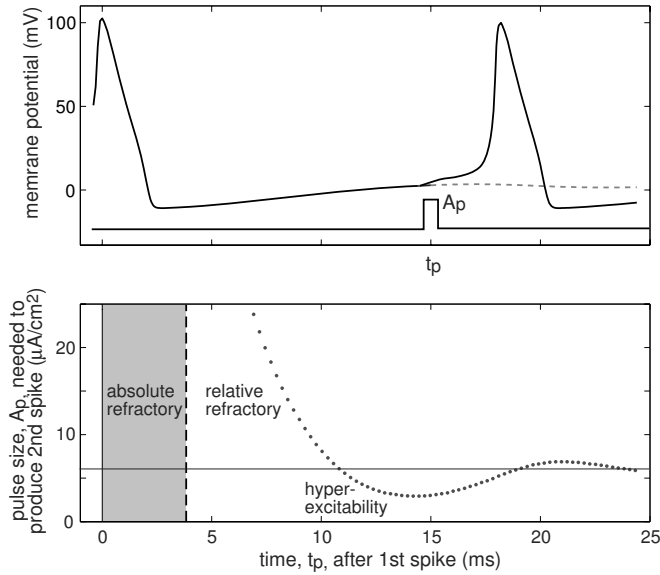 memrane potential (mV)
100
50
0
Ap
tp
pulse size, Ap, needed to
produce 2nd spike (μA/cm2)
20
10
0
absolute
refractory
relative
refractory
hyper-
excitability
0
5
10
15
20
25
time, tp, after 1st spike (ms)